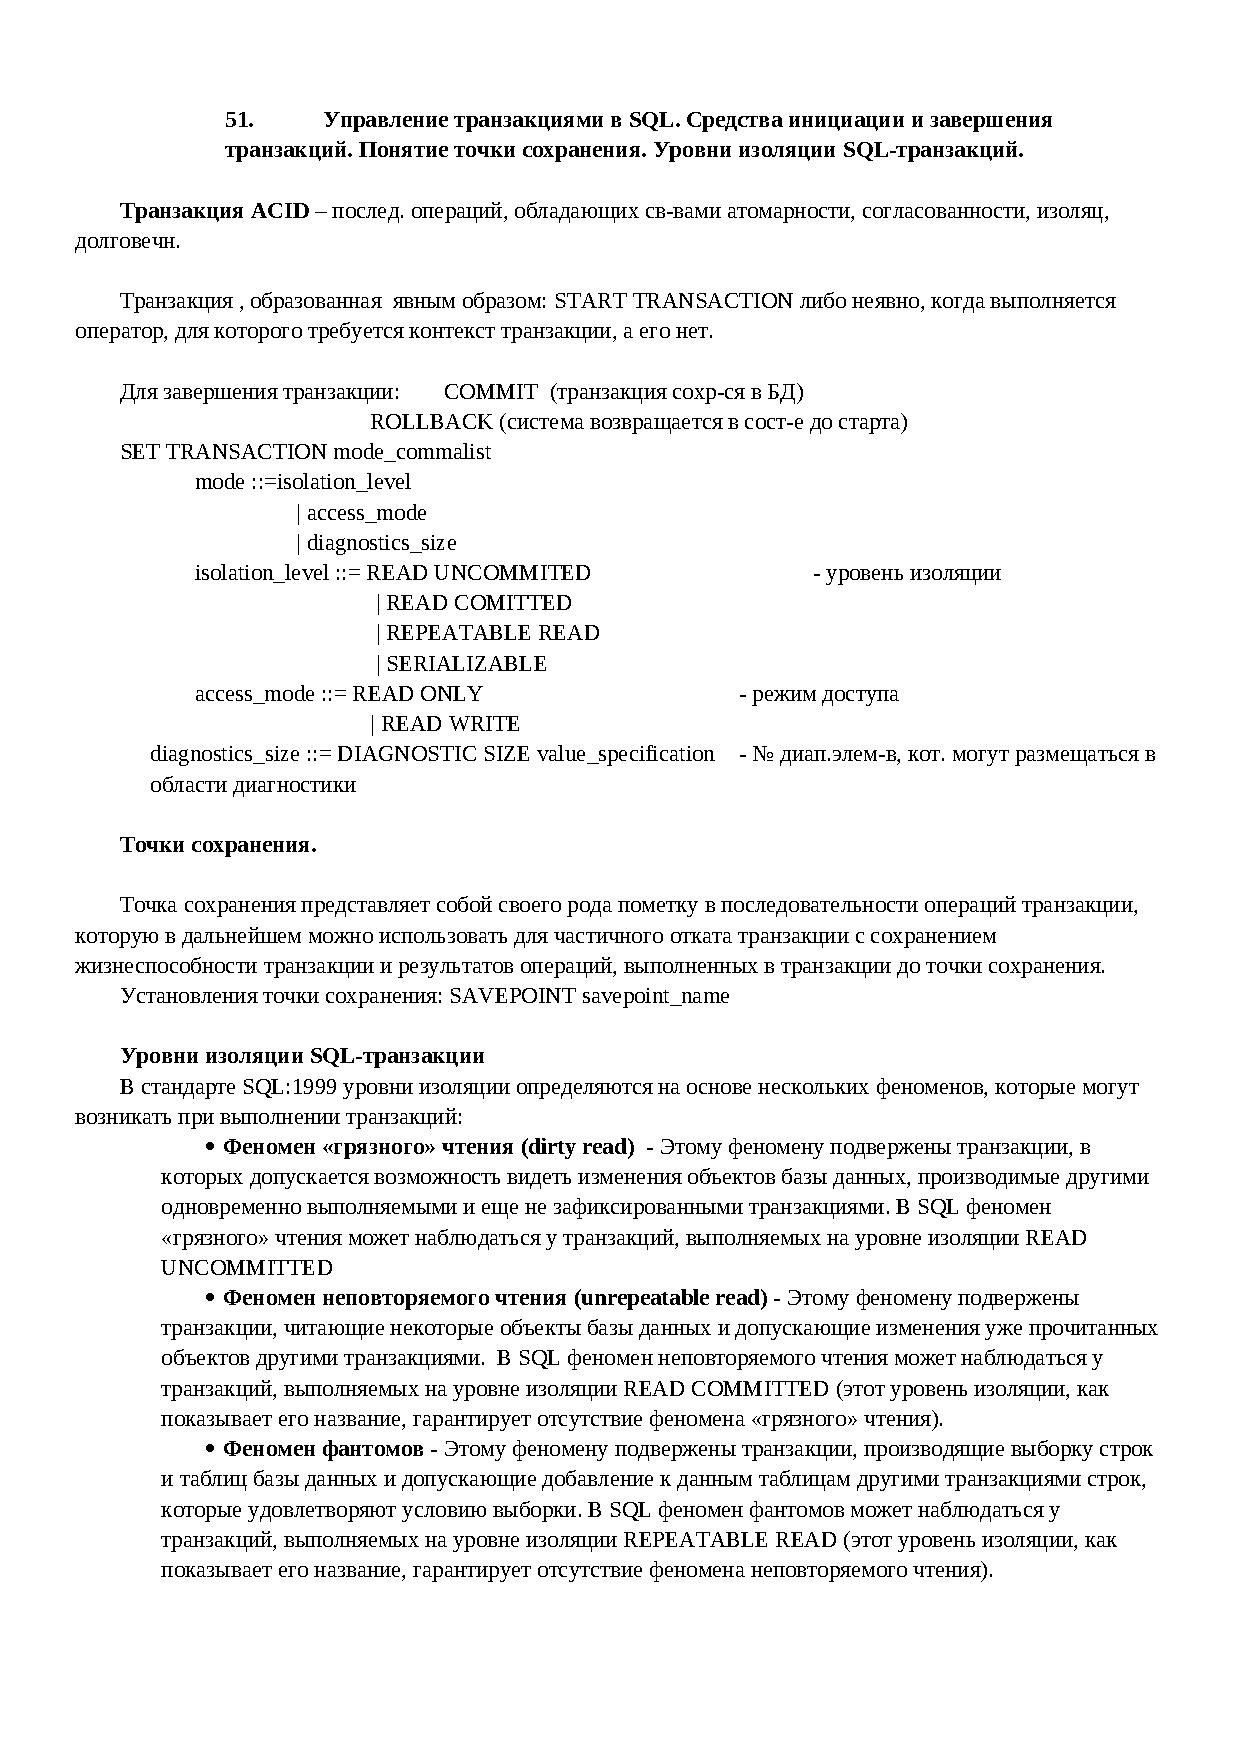 51. Управление транзакциями в SQL. Средства инициации и завершения
транзакций. Понятие точки сохранения. Уровни изоляции SQL-транзакций.
Транзакция ACID – послед. операций, обладающих св-вами атомарности, согласованности, изоляц,
долговечн.
Транзакция , образованная явным образом: START TRANSACTION либо неявно, когда выполняется
оператор, для которого требуется контекст транзакции, а его нет.
Для завершения транзакции: COMMIT (транзакция сохр-ся в БД)
ROLLBACK (система возвращается в сост-е до старта)
SET TRANSACTION mode_commalist
mode ::=isolation_level
| access_mode
| diagnostics_size
isolation_level ::= READ UNCOMMITED - уровень изоляции
| READ COMITTED
| REPEATABLE READ
| SERIALIZABLE
access_mode ::= READ ONLY - режим доступа
| READ WRITE
diagnostics_size ::= DIAGNOSTIC SIZE value_specification - № диап.элем-в, кот. могут размещаться в
области диагностики
Точки сохранения.
Точка сохранения представляет собой своего рода пометку в последовательности операций транзакции,
которую в дальнейшем можно использовать для частичного отката транзакции с сохранением
жизнеспособности транзакции и результатов операций, выполненных в транзакции до точки сохранения.
Установления точки сохранения: SAVEPOINT savepoint_name
Уровни изоляции SQL-транзакции
В стандарте SQL:1999 уровни изоляции определяются на основе нескольких феноменов, которые могут
возникать при выполнении транзакций:
• Феномен «грязного» чтения (dirty read) - Этому феномену подвержены транзакции, в
которых допускается возможность видеть изменения объектов базы данных, производимые другими
одновременно выполняемыми и еще не зафиксированными транзакциями. В SQL феномен
«грязного» чтения может наблюдаться у транзакций, выполняемых на уровне изоляции READ
UNCOMMITTED
• Феномен неповторяемого чтения (unrepeatable read) - Этому феномену подвержены
транзакции, читающие некоторые объекты базы данных и допускающие изменения уже прочитанных
объектов другими транзакциями. В SQL феномен неповторяемого чтения может наблюдаться у
транзакций, выполняемых на уровне изоляции READ COMMITTED (этот уровень изоляции, как
показывает его название, гарантирует отсутствие феномена «грязного» чтения).
• Феномен фантомов - Этому феномену подвержены транзакции, производящие выборку строк
и таблиц базы данных и допускающие добавление к данным таблицам другими транзакциями строк,
которые удовлетворяют условию выборки. В SQL феномен фантомов может наблюдаться у
транзакций, выполняемых на уровне изоляции REPEATABLE READ (этот уровень изоляции, как
показывает его название, гарантирует отсутствие феномена неповторяемого чтения).